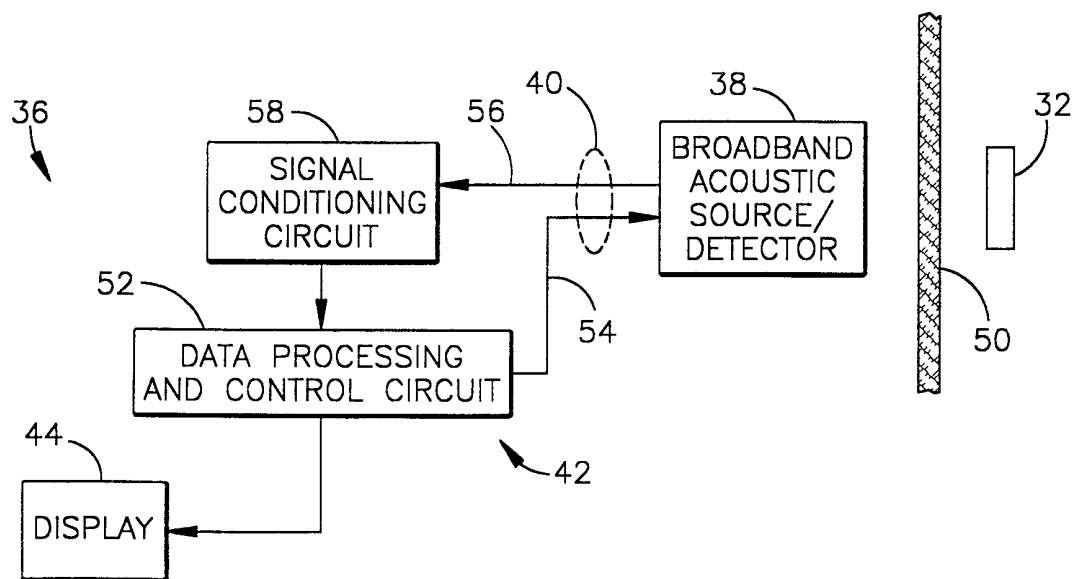 36
58
56
40
38
32
SIGNAL
CONDITIONING
CIRCUIT
BROADBAND
ACOUSTIC
SOURCE/
DETECTOR
52
54
50
DATA PROCESSING
AND CONTROL CIRCUIT
44
42
DISPLAY